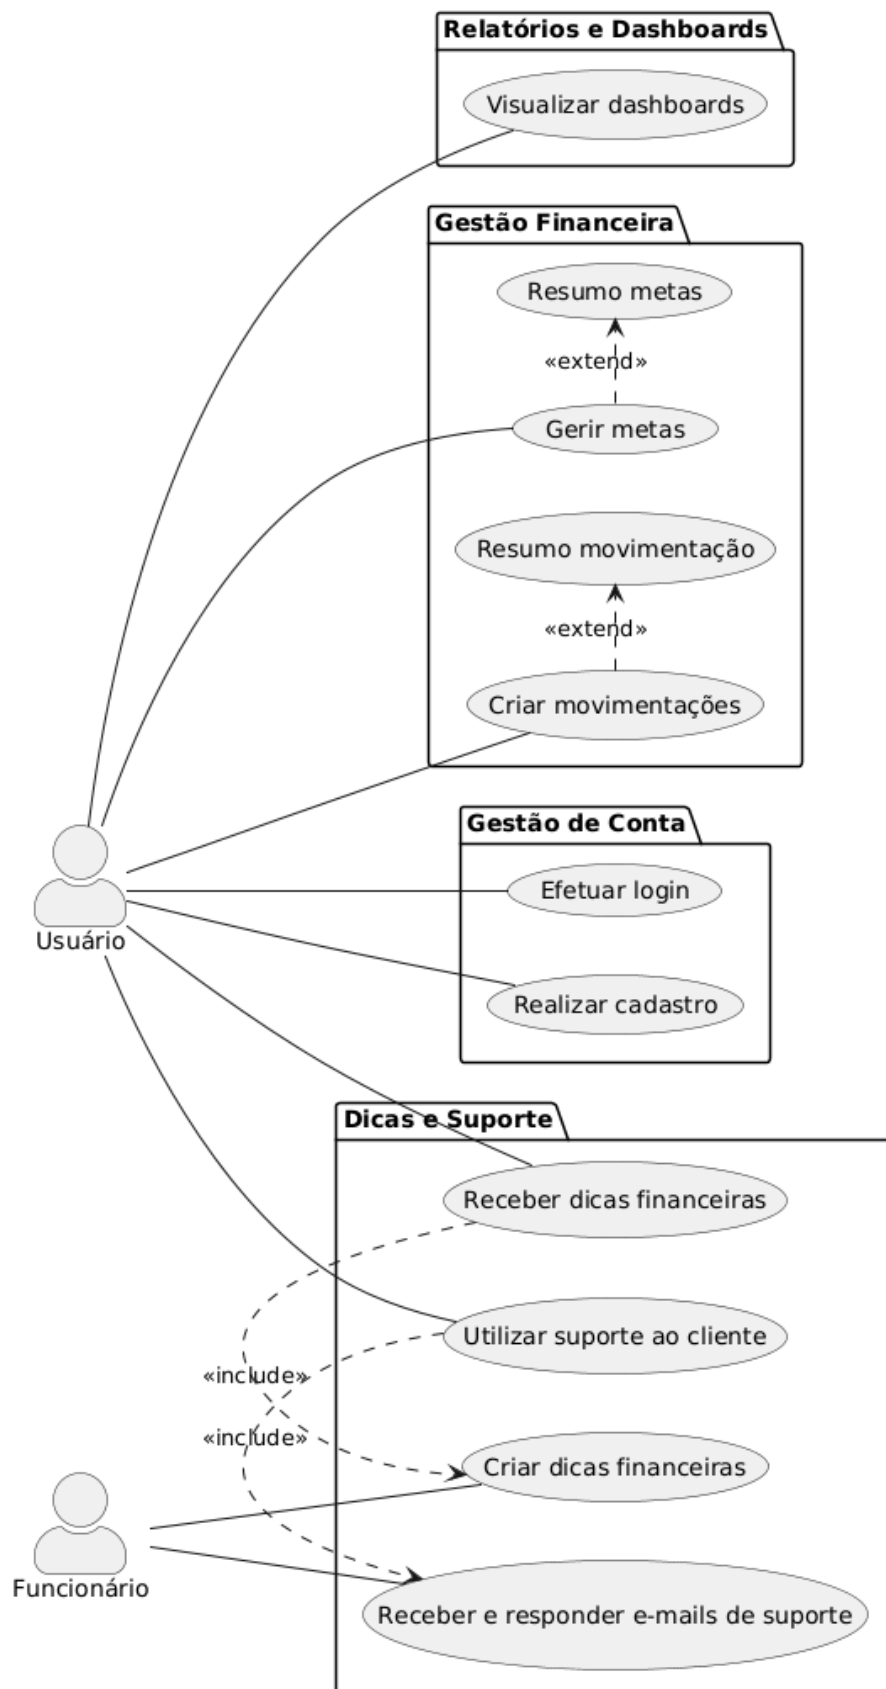 Relatórios e Dashboards
Visualizar dashboards
Gestão Financeira
Resumo metas
«extend»
Gerir metas
Resumo movimentação
«extend»
Criar movimentações
Gestão de Conta
Efetuar login
Usuário
Realizar cadastro
Dicas e Suporte
Receber dicas financeiras
Utilizar suporte ao cliente
«include»
«include»
Criar dicas financeiras
Funcionário
Receber e responder e-mails de suporte